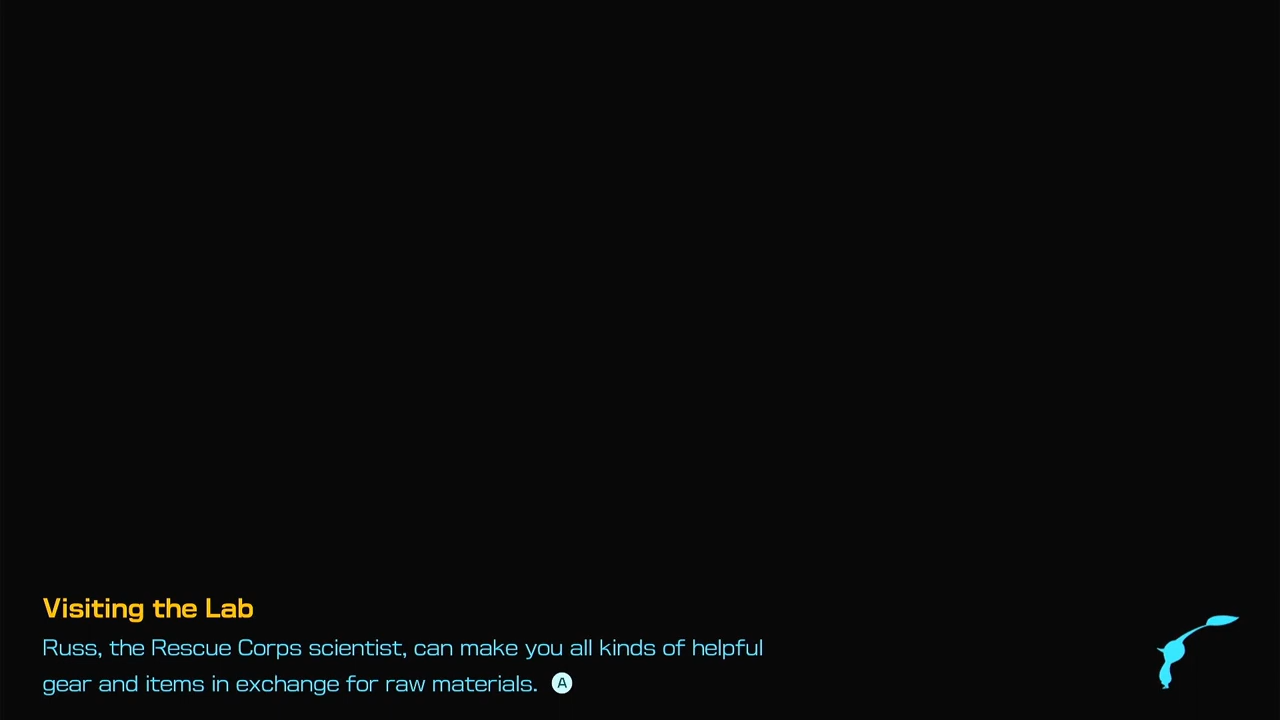 Visiting the Lab
Russ, the Rescue Corps scientist, can make you all kinds of helpful
gear and items in exchange for raw materials. A